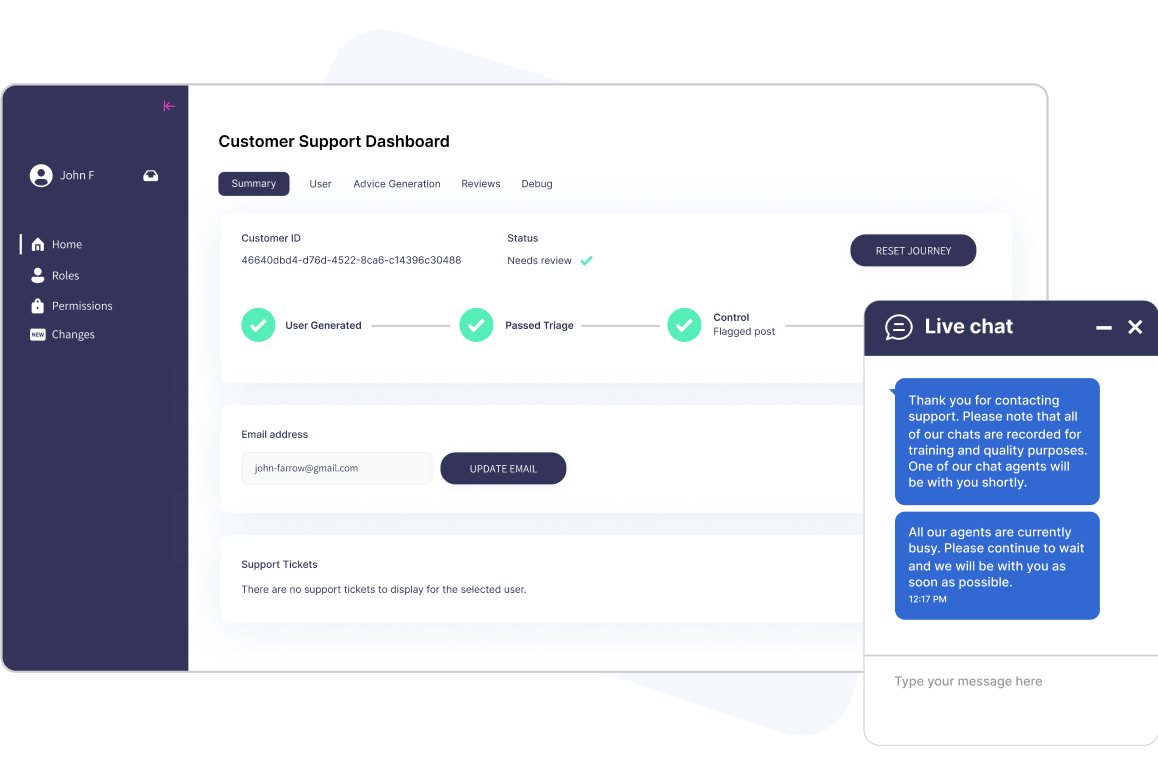 John F
Home
Roles
Permissions
NEW
Changes
Customer Support Dashboard
Summary
User
Advice Generation
Reviews
Debug
Customer ID
46640dbd4-d76d-4522-8ca6-c14396c30488
Status
Needs review
RESET JOURNEY
User Generated
Passed Triage
Control
Flagged post
Email address
john-farrow@gmail.com
UPDATE EMAIL
Support Tickets
There are no support tickets to display for the selected user.
Live chat
Thank you for contacting
support. Please note that all
of our chats are recorded for
training and quality purposes.
One of our chat agents will
be with you shortly.
All our agents are currently
busy. Please continue to wait
and we will be with you as
soon as possible.
12:17 PM
Type your message here